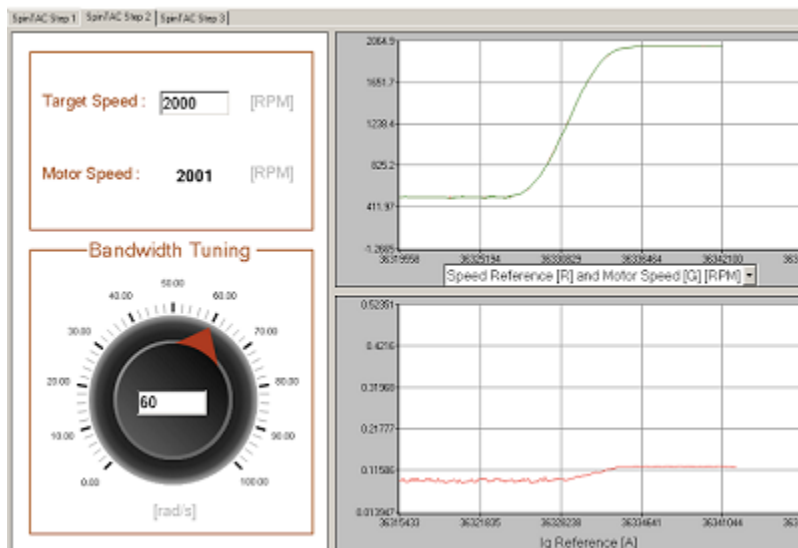 SpinTAC Step 1 SpinTAC Step 2 SpinTAC Step 3
Target Speed : 2000 [RPM]
Motor Speed : 2001 [RPM]
Bandwidth Tuning
0.00 10.00 20.00 30.00 40.00 50.00 60.00 70.00 80.00 90.00 100.00
60
[rad/s]
2064.9
1651.7
1238.4
825.2
411.97
-1.2685
36319558 36325194 36330829 36336464 36342100
Speed Reference [R] and Motor Speed [G] [RPM]
0.52351
0.4216
0.31968
0.21777
0.11586
0.013947
36315433 36321835 36328238 36334641 36341044
Iq Reference [A]